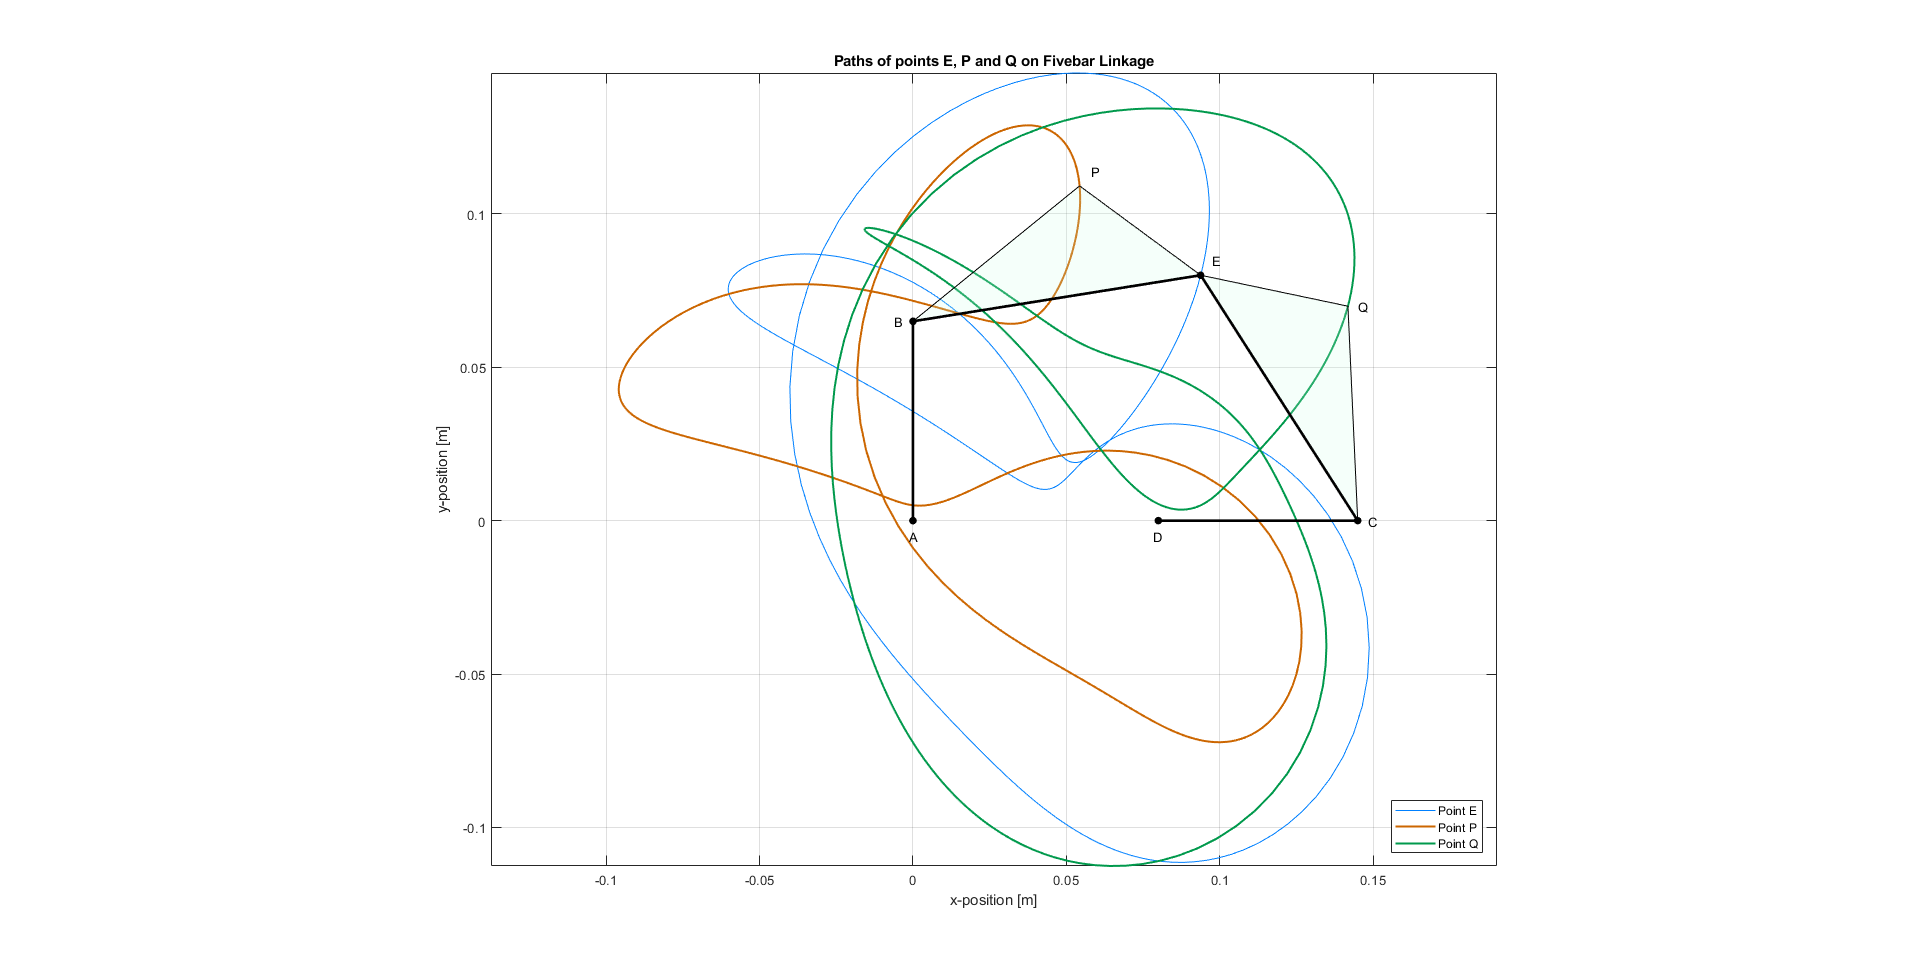 Paths of points E, P and Q on Fivebar Linkage
P
0.1
E
Q
B
0.05
y-position [m]
0
C
A
D
-0.05
-0.1
Point E
Point P
Point Q
-0.1
-0.05
0
0.05
0.1
0.15
x-position [m]